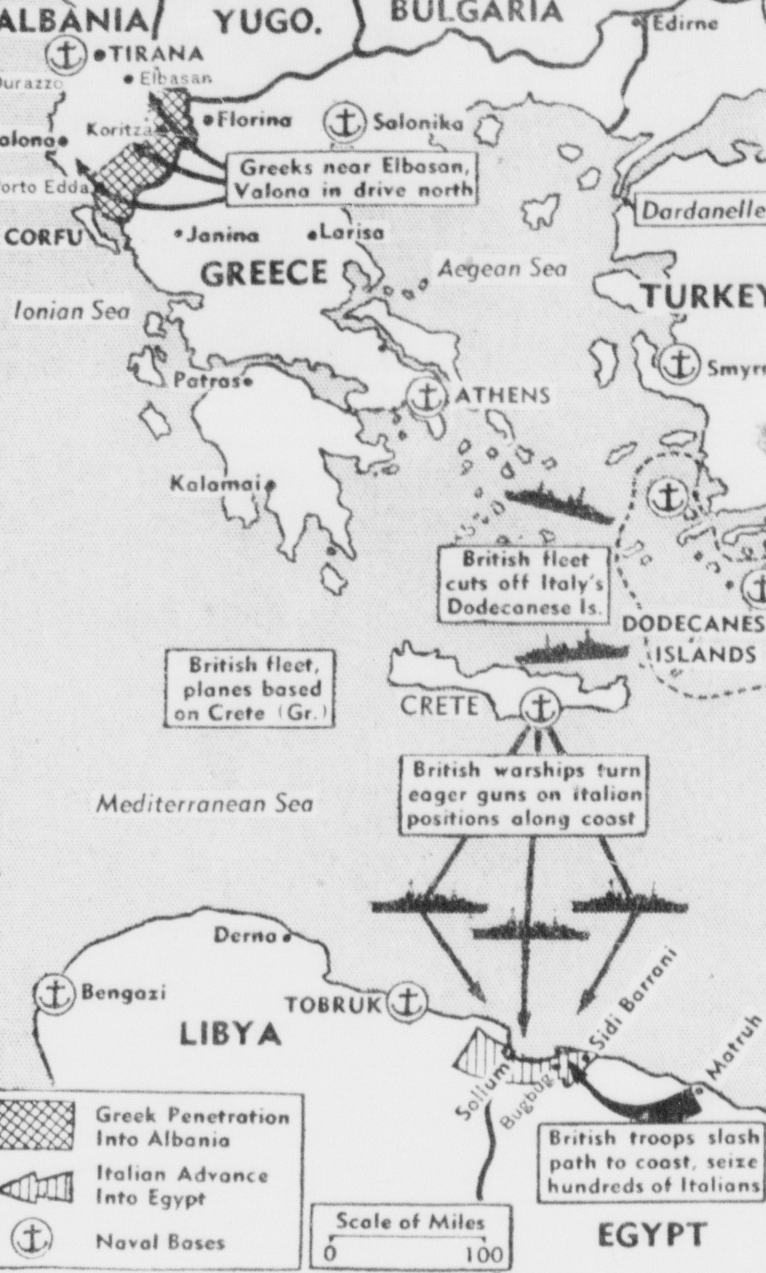 ALBANIA
YUGO.
BULGARIA
Edirne
TIRANA
Durazzo
Elbasan
Koritza
Florina
Salonika
alona
Greeks near Elbasan,
Valona in drive north
Porto Edda
Dardanelle
CORFU
Janina
Larisa
GREECE
Aegean Sea
TURKEY
Ionian Sea
Smyrn
Patras
ATHENS
Kalamai
British fleet
cuts off Italy's
Dodecanese Is.
DODECANES
ISLANDS
British fleet,
planes based
on Crete (Gr.)
CRETE
British warships turn
eager guns on Italian
positions along coast
Mediterranean Sea
Derna
Bengazi
TOBRUK
LIBYA
Sidi Barrani
Matruh
Sollum
Bugbug
British troops slash
path to coast, seize
hundreds of Italians
EGYPT
Greek Penetration
Into Albania
Italian Advance
Into Egypt
Naval Bases
Scale of Miles
0 100